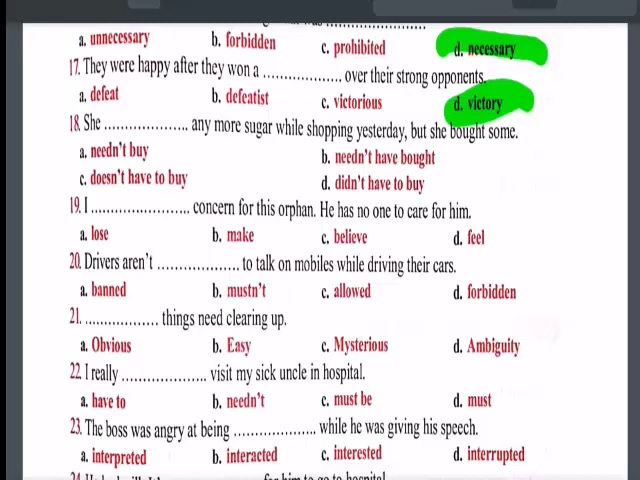 a. unnecessary b. forbidden c. prohibited d. necessary
17. They were happy after they won a .................... over their strong opponents.
a. defeat b. defeatist c. victorious d. victory
18. She .................... any more sugar while shopping yesterday, but she bought some.
a. needn't buy b. needn't have bought
c. doesn't have to buy d. didn't have to buy
19. I ........................ concern for this orphan. He has no one to care for him.
a. lose b. make c. believe d. feel
20. Drivers aren't .................... to talk on mobiles while driving their cars.
a. banned b. mustn't c. allowed d. forbidden
21. .................. things need clearing up.
a. Obvious b. Easy c. Mysterious d. Ambiguity
22. I really ..................... visit my sick uncle in hospital.
a. have to b. needn't c. must be d. must
23. The boss was angry at being .................... while he was giving his speech.
a. interpreted b. interacted c. interested d. interrupted
for him to go to hospital